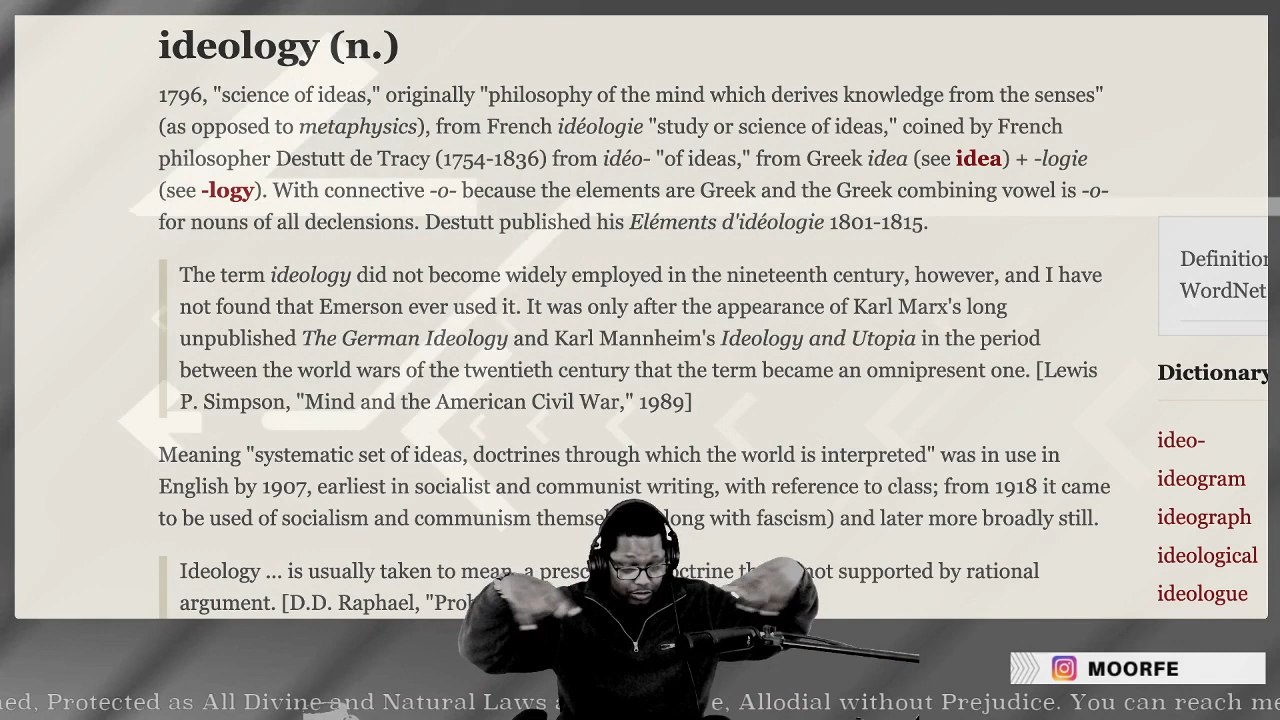 ideology (n.)
1796, "science of ideas," originally "philosophy of the mind which derives knowledge from the senses"
(as opposed to metaphysics), from French idéologie "study or science of ideas," coined by French
philosopher Destutt de Tracy (1754-1836) from idéo- "of ideas," from Greek idea (see idea) + -logie
(see -logy). With connective -o- because the elements are Greek and the Greek combining vowel is -o-
for nouns of all declensions. Destutt published his Eléments d'idéologie 1801-1815.
The term ideology did not become widely employed in the nineteenth century, however, and I have
not found that Emerson ever used it. It was only after the appearance of Karl Marx's long
unpublished The German Ideology and Karl Mannheim's Ideology and Utopia in the period
between the world wars of the twentieth century that the term became an omnipresent one. [Lewis
P. Simpson, "Mind and the American Civil War," 1989]
Meaning "systematic set of ideas, doctrines through which the world is interpreted" was in use in
English by 1907, earliest in socialist and communist writing, with reference to class; from 1918 it came
to be used of socialism and communism (along with fascism) and later more broadly still.
Ideology ... is usually taken to mean, a not supported by rational
argument. [D.D. Raphael,
Definition
WordNet
Dictionary
ideo-
ideogram
ideograph
ideological
ideologue
MOORFE
Protected as All Divine and Natural Laws Allodial without Prejudice. You can reach me